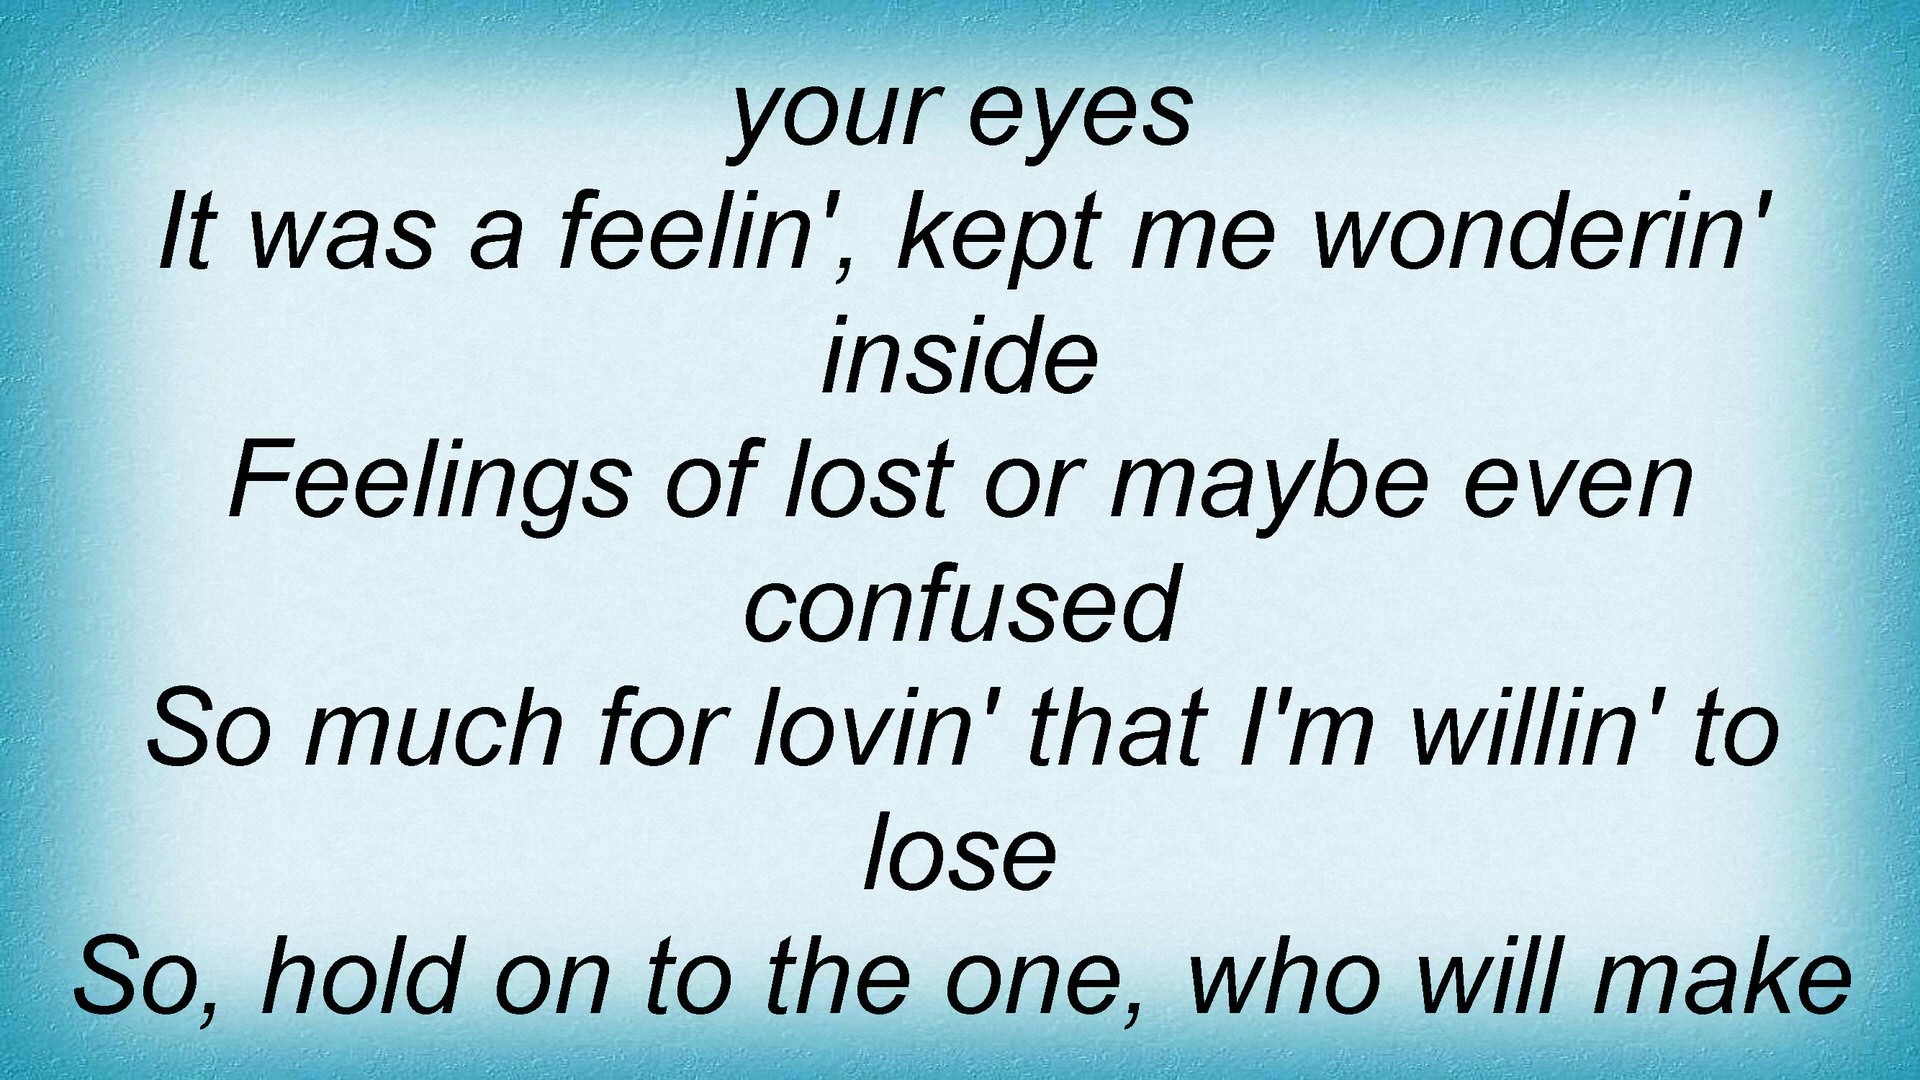 your eyes
It was a feelin', kept me wonderin'
inside
Feelings of lost or maybe even
confused
So much for lovin' that I'm willin' to
lose
So, hold on to the one, who will make